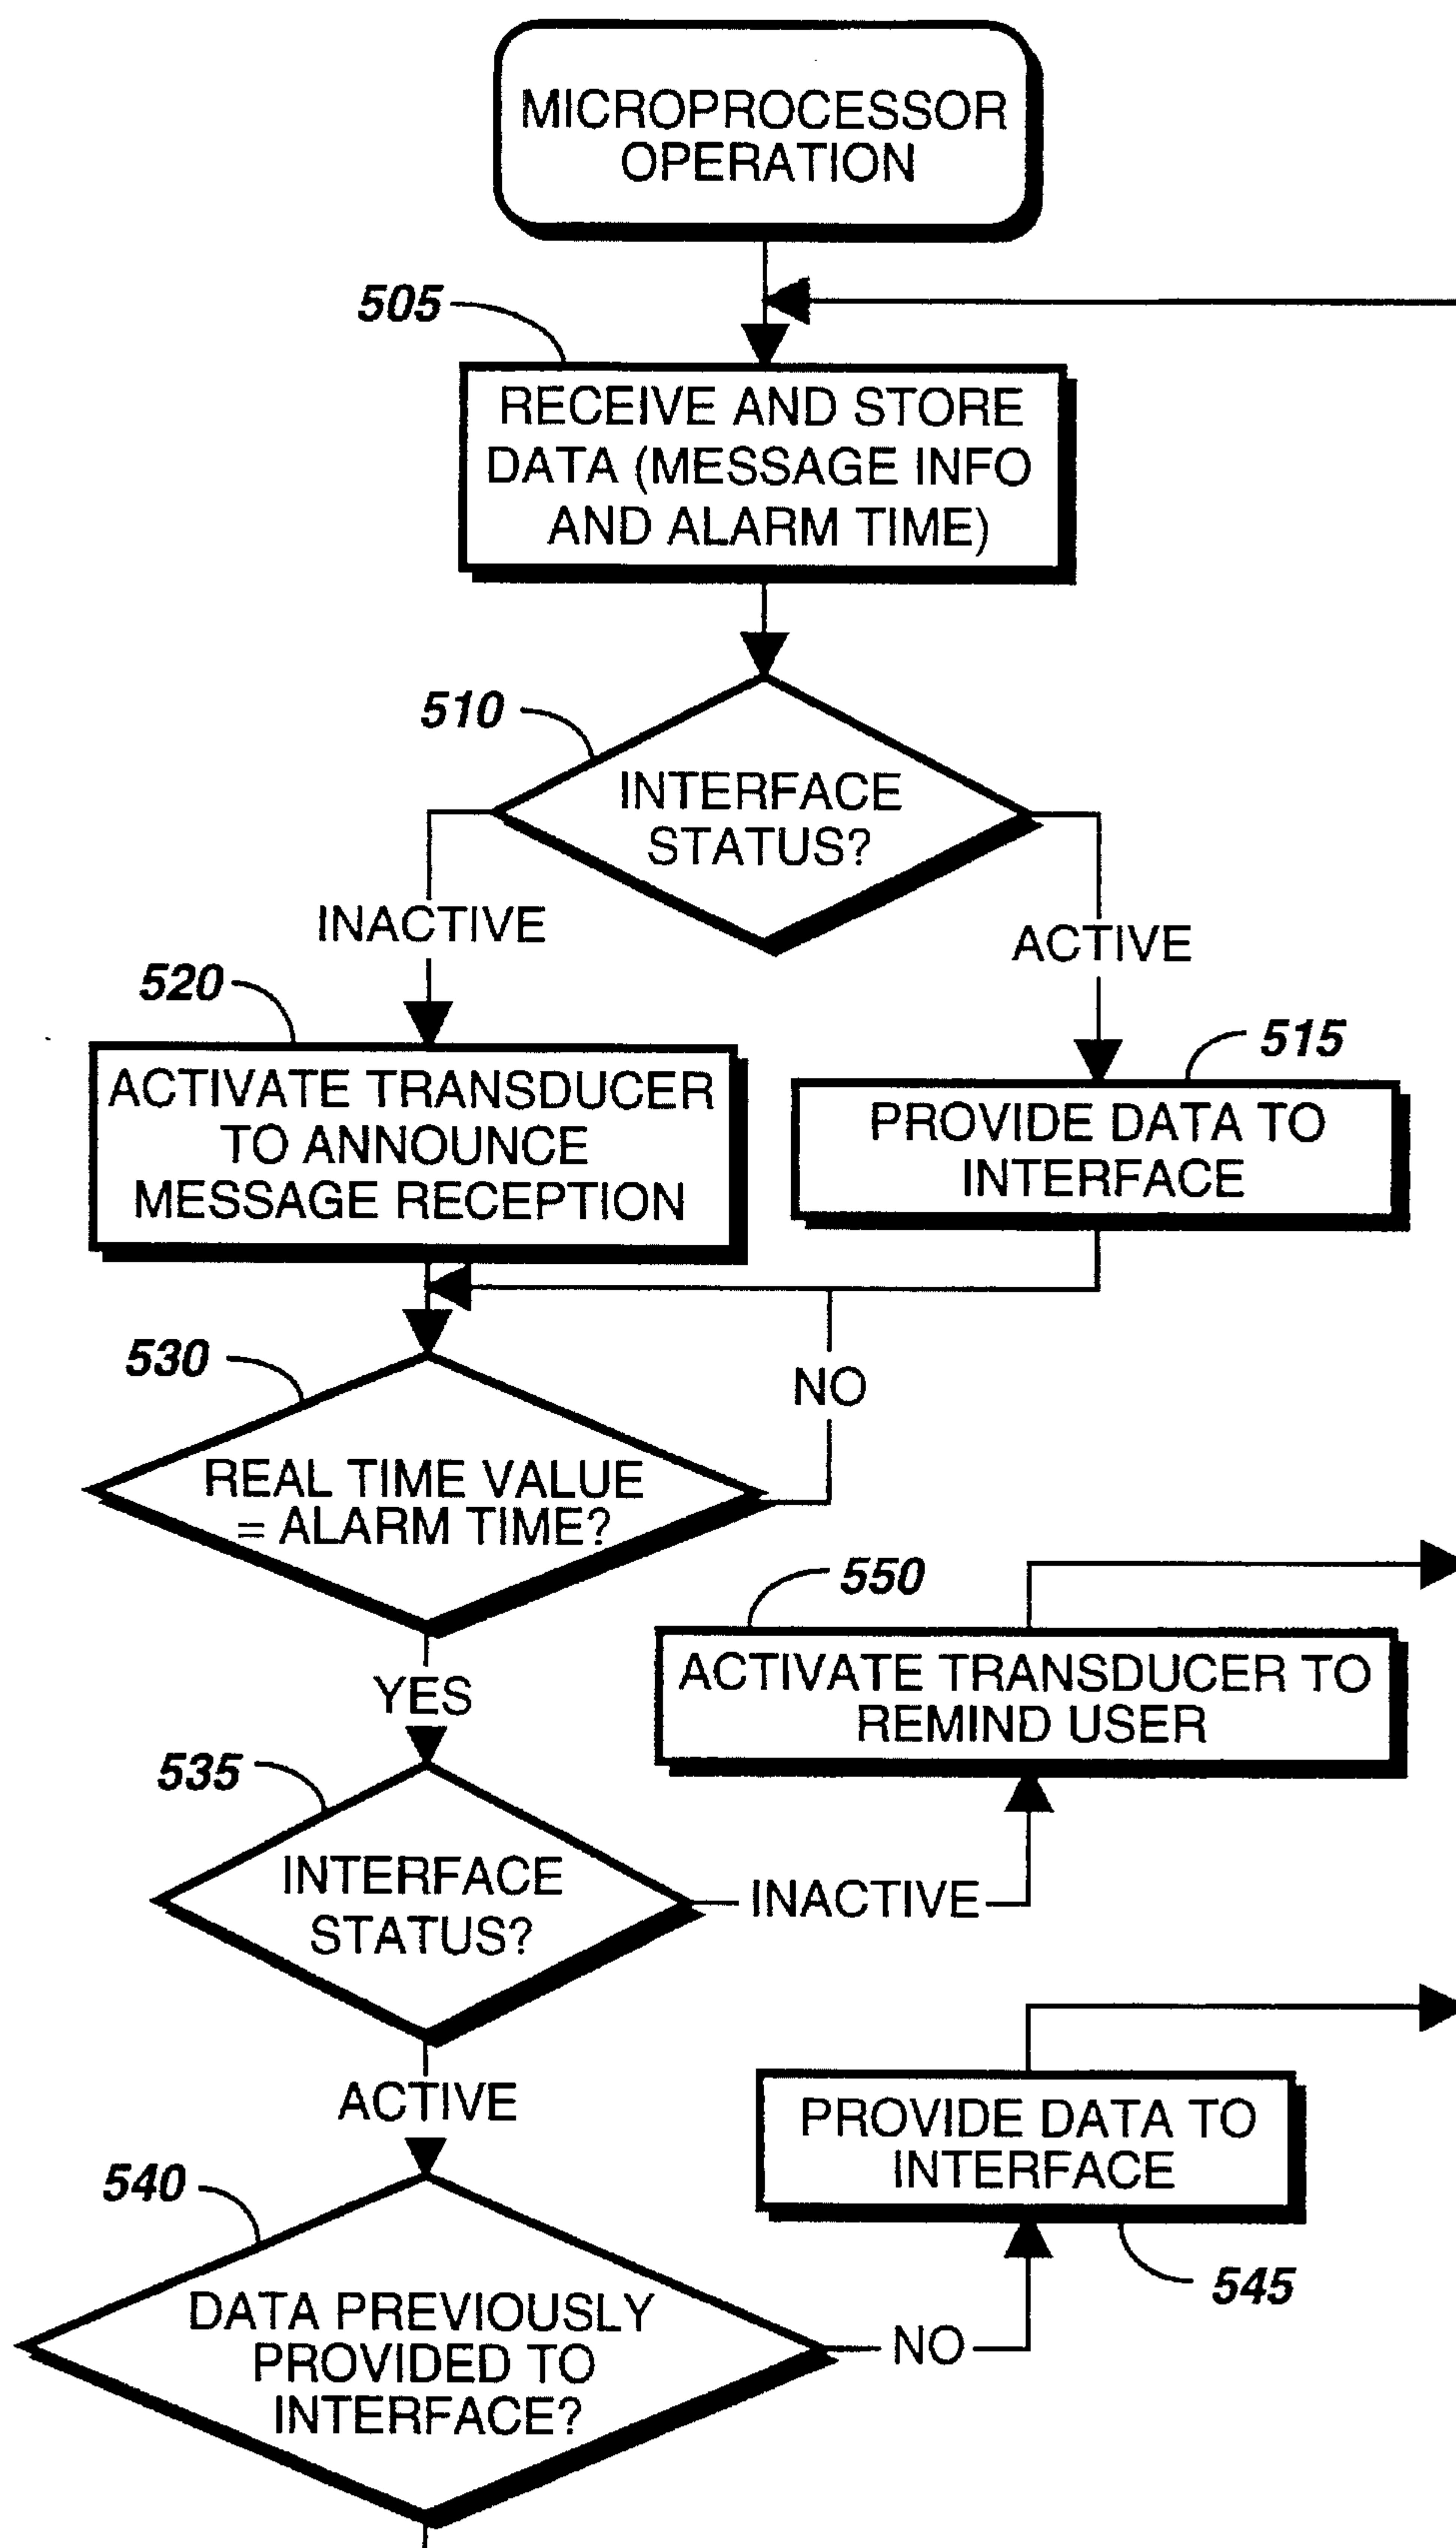 MICROPROCESSOR
OPERATION
505
RECEIVE AND STORE
DATA (MESSAGE INFO
AND ALARM TIME)
510
INTERFACE
STATUS?
INACTIVE
ACTIVE
520
515
ACTIVATE TRANSDUCER
TO ANNOUNCE
MESSAGE RECEPTION
PROVIDE DATA TO
INTERFACE
530
NO
REAL TIME VALUE
= ALARM TIME?
550
YES
ACTIVATE TRANSDUCER TO
REMIND USER
535
INTERFACE
STATUS?
INACTIVE
ACTIVE
PROVIDE DATA TO
INTERFACE
540
545
DATA PREVIOUSLY
PROVIDED TO
INTERFACE?
NO